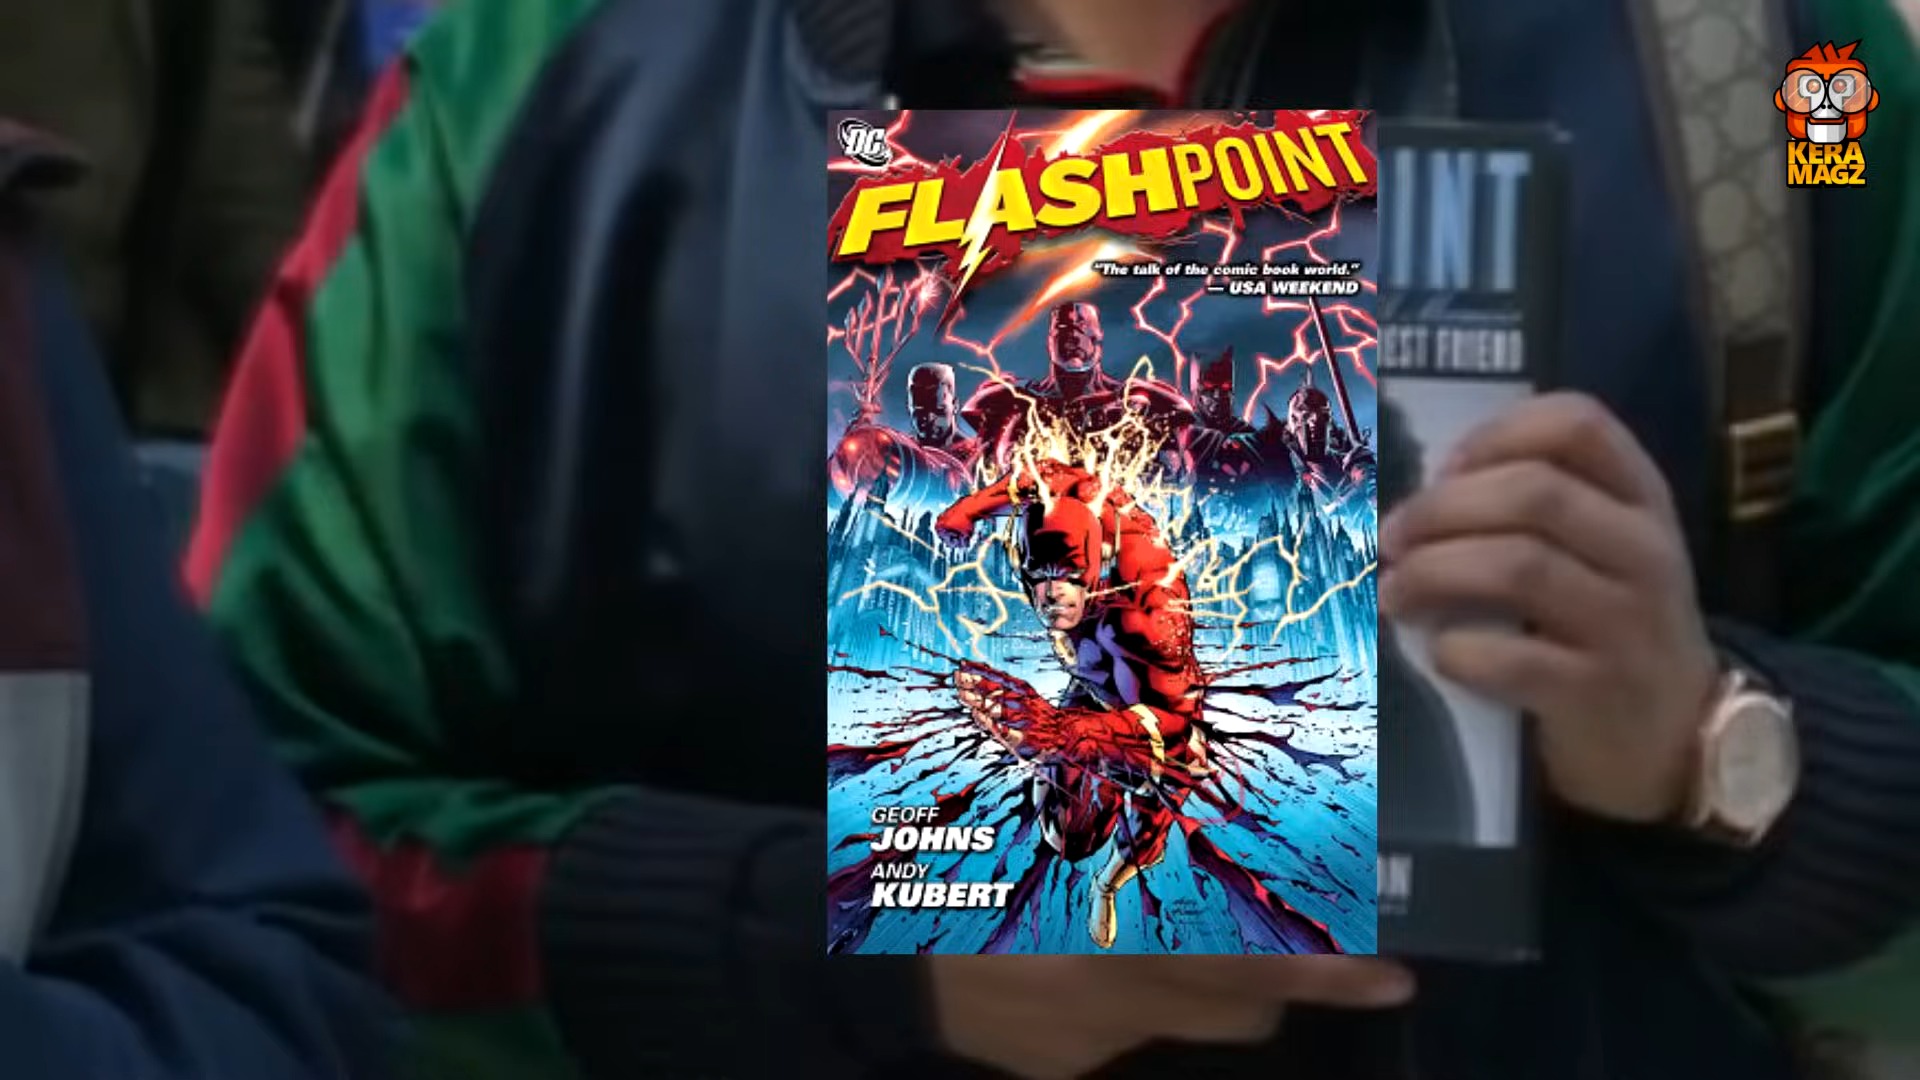 DC
FLASHPOINT
"The talk of the comic book world."
— USA WEEKEND
GEOFF
JOHNS
ANDY
KUBERT
INT
EST FRIEND
ON
KERA
MAGZ